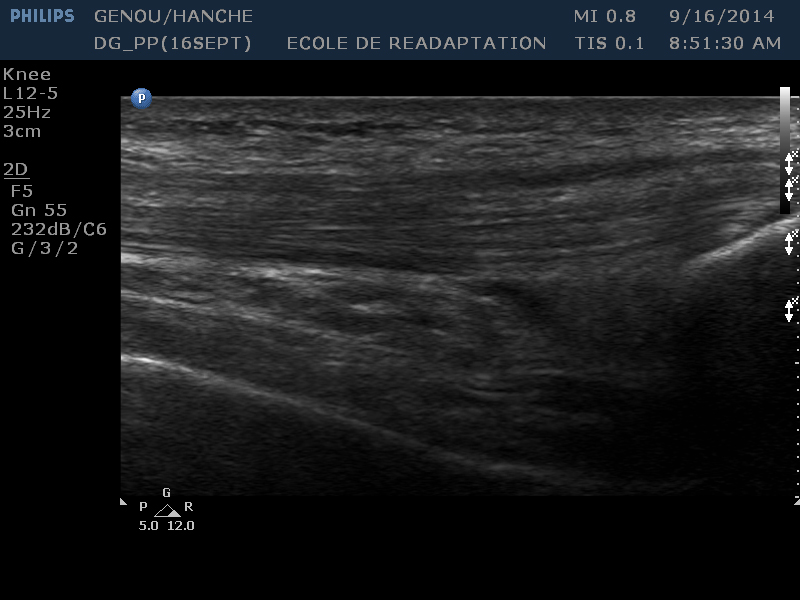 PHILIPS GENOU/HANCHE MI 0.8 9/16/2014
DG_PP(16SEPT) ECOLE DE READAPTATION TIS 0.1 8:51:30 AM
Knee
L12-5
25Hz
3cm
P
2D
F5
Gn 55
232dB/C6
G/3/2
G
P R
5.0 12.0